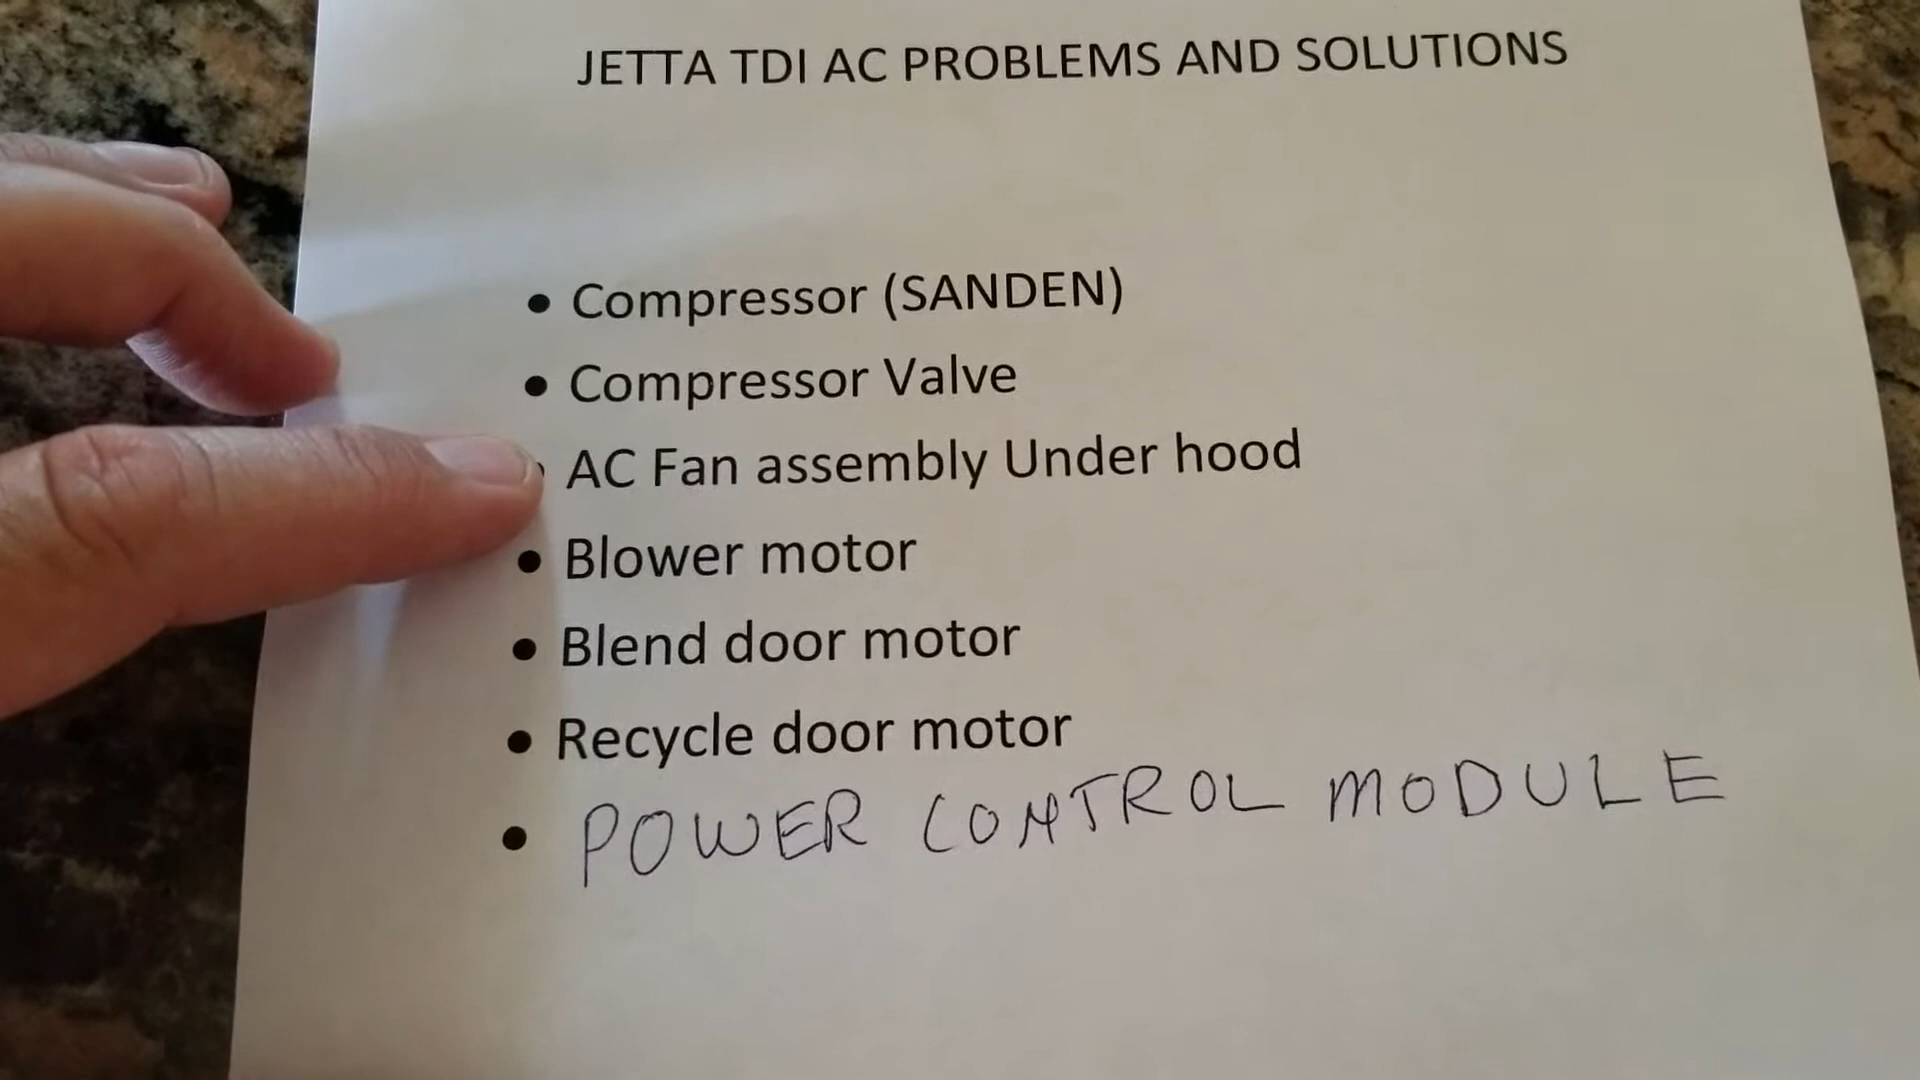 JETTA TDI AC PROBLEMS AND SOLUTIONS
• Compressor (SANDEN)
• Compressor Valve
AC Fan assembly Under hood
• Blower motor
• Blend door motor
• Recycle door motor
• POWER CONTROL MODULE